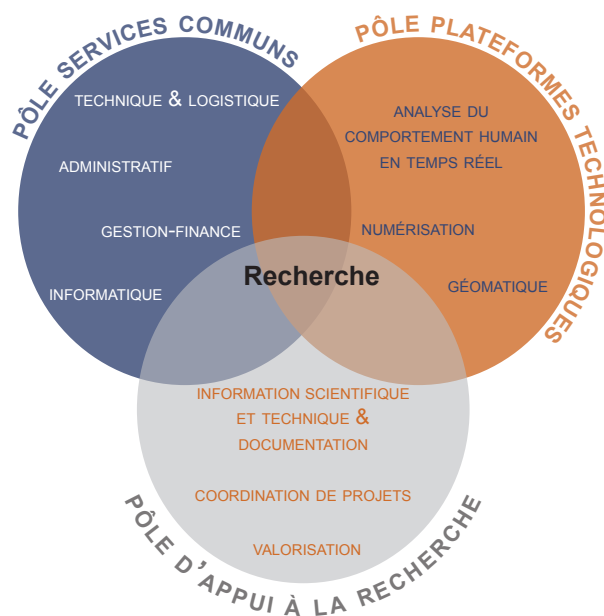 PÔLE SERVICES COMMUNS
TECHNIQUE & LOGISTIQUE
ADMINISTRATIF
GESTION-FINANCE
INFORMATIQUE
PÔLE PLATEFORMES TECHNOLOGIQUES
ANALYSE DU
COMPORTEMENT HUMAIN
EN TEMPS RÉEL
NUMÉRISATION
GÉOMATIQUE
Recherche
INFORMATION SCIENTIFIQUE
ET TECHNIQUE &
DOCUMENTATION
COORDINATION DE PROJETS
VALORISATION
PÔLE D'APPUI À LA RECHERCHE